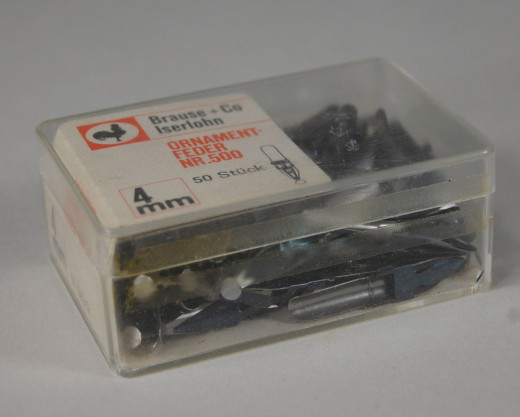 Brause + Co
Iserlohn
ORNAMENT-
FEDER
NR.500
50 Stück
4
mm